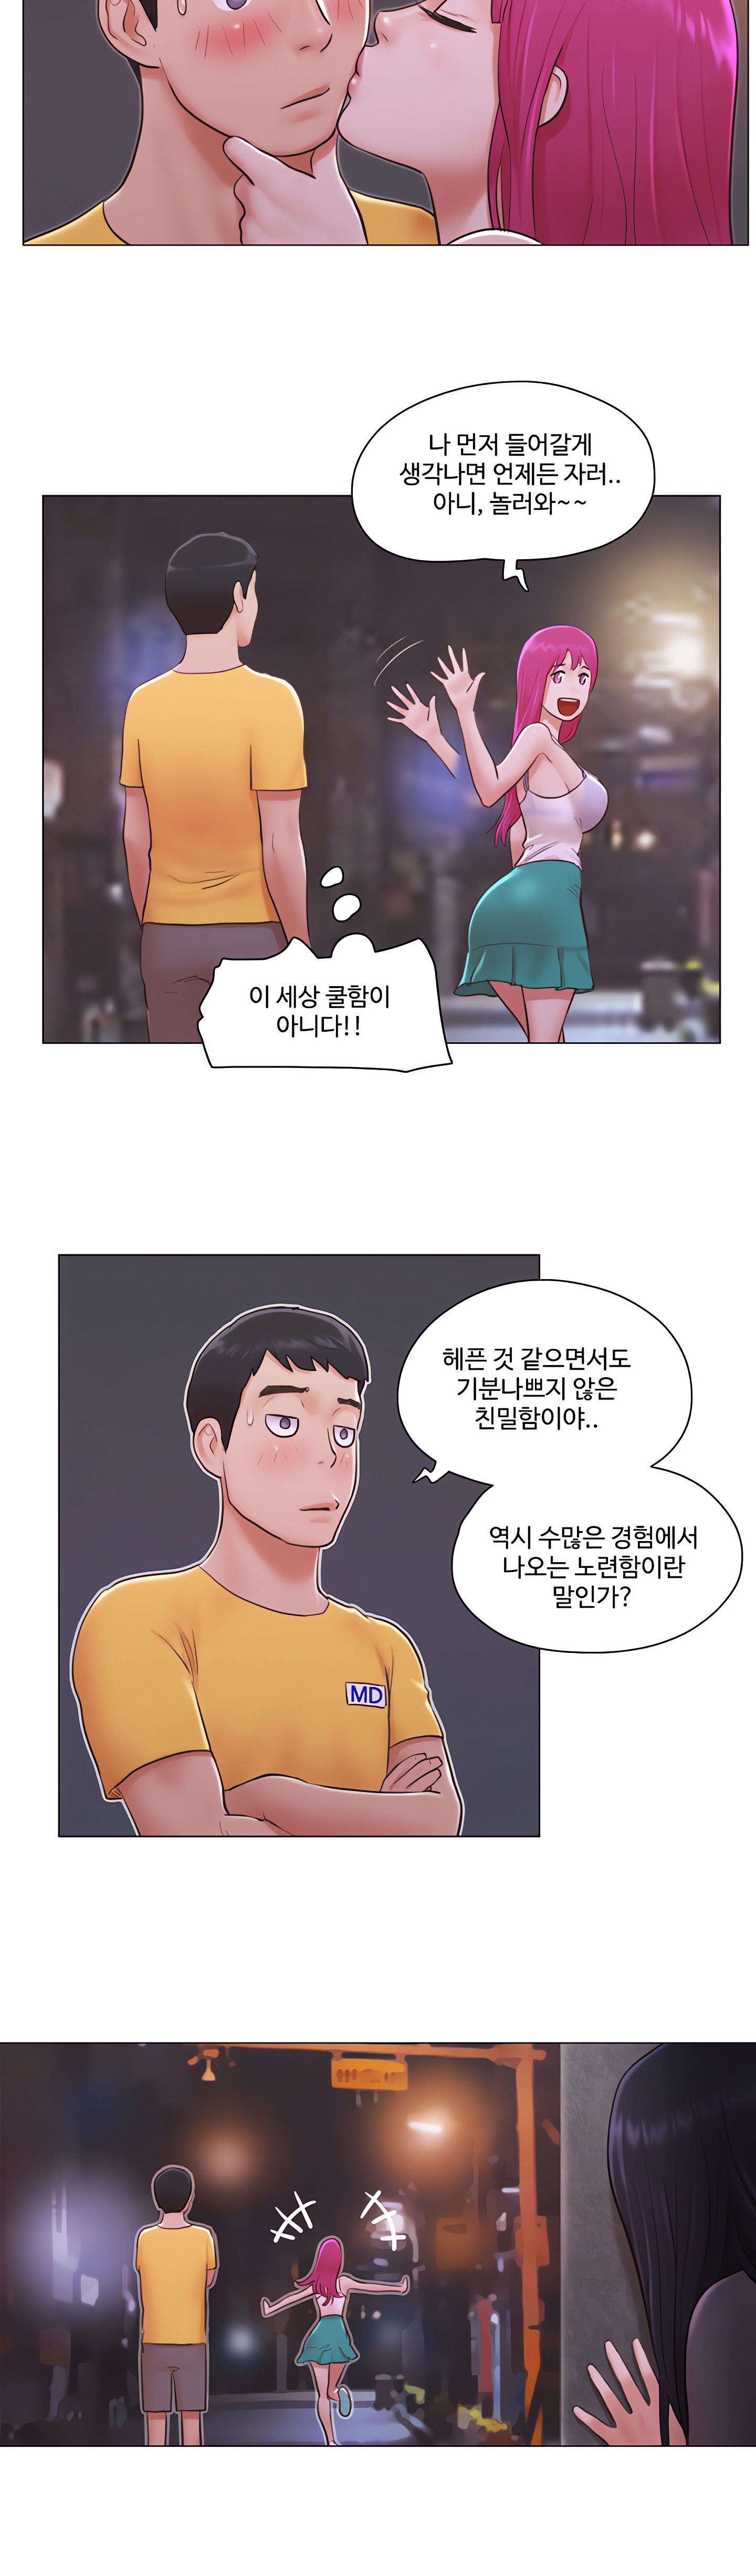 나 먼저 들어갈게
생각나면 언제든 자러..
아니, 놀러와~~
이 세상 쿨함이
아니다!!
헤픈 것 같으면서도
기분나쁘지 않은
친밀함이야..
역시 수많은 경험에서
나오는 노련함이란
말인가?
MD